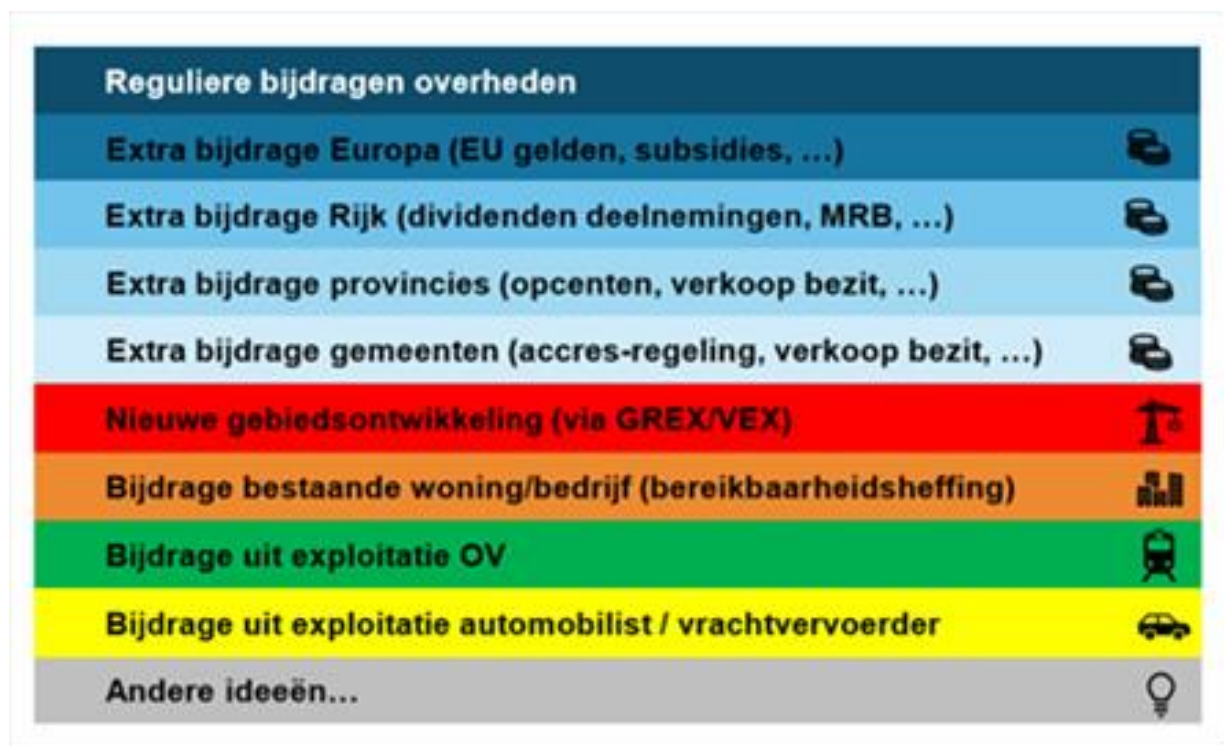 Reguliere bijdragen overheden
Extra bijdrage Europa (EU gelden, subsidies, ...)
Extra bijdrage Rijk (dividenden deelnemingen, MRB, ...)
Extra bijdrage provincies (opcenten, verkoop bezit, ...)
Extra bijdrage gemeenten (accres-regeling, verkoop bezit, ...)
Nieuwe gebiedsontwikkeling (via GREX/VEX)
Bijdrage bestaande woning/bedrijf (bereikbaarheidsheffing)
Bijdrage uit exploitatie OV
Bijdrage uit exploitatie automobilist / vrachtvervoerder
Andere ideeën...